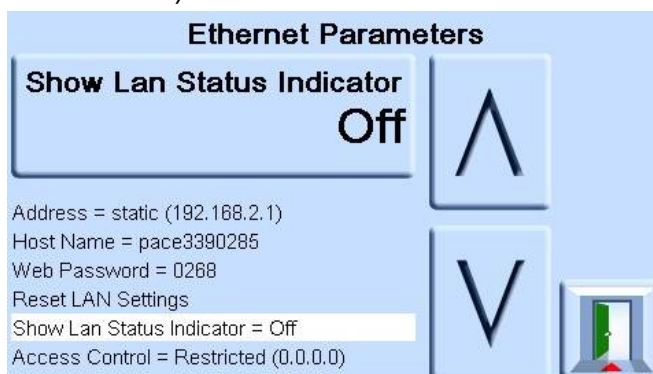 Ethernet Parameters
Show Lan Status Indicator
Off
Address = static (192.168.2.1)
Host Name = pace3390285
Web Password = 0268
Reset LAN Settings
Show Lan Status Indicator = Off
Access Control = Restricted (0.0.0.0)